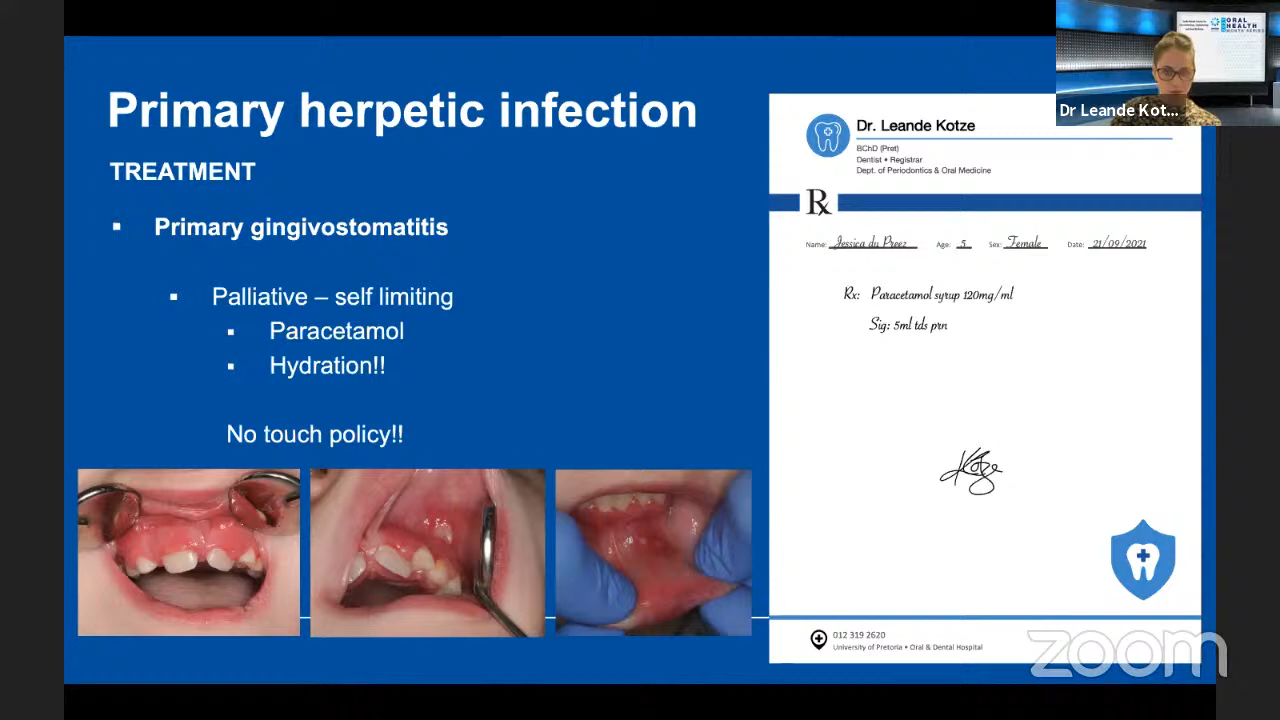 Primary herpetic infection
TREATMENT
▪ Primary gingivostomatitis
▪ Palliative – self limiting
▪ Paracetamol
▪ Hydration!!
No touch policy!!
Dr. Leande Kotze
BChD (Pret)
Dentist • Registrar
Dept. of Periodontics & Oral Medicine
Rx
Name: Jessica du Preez Age: 5 Sex: Female Date: 21/09/2021
Rx: Paracetamol syrup 120mg/ml
Sig: 5ml tds prn
Kotze
012 319 2620
University of Pretoria • Oral & Dental Hospital
ORAL
HEALTH
Dr Leande Kot...
zoom